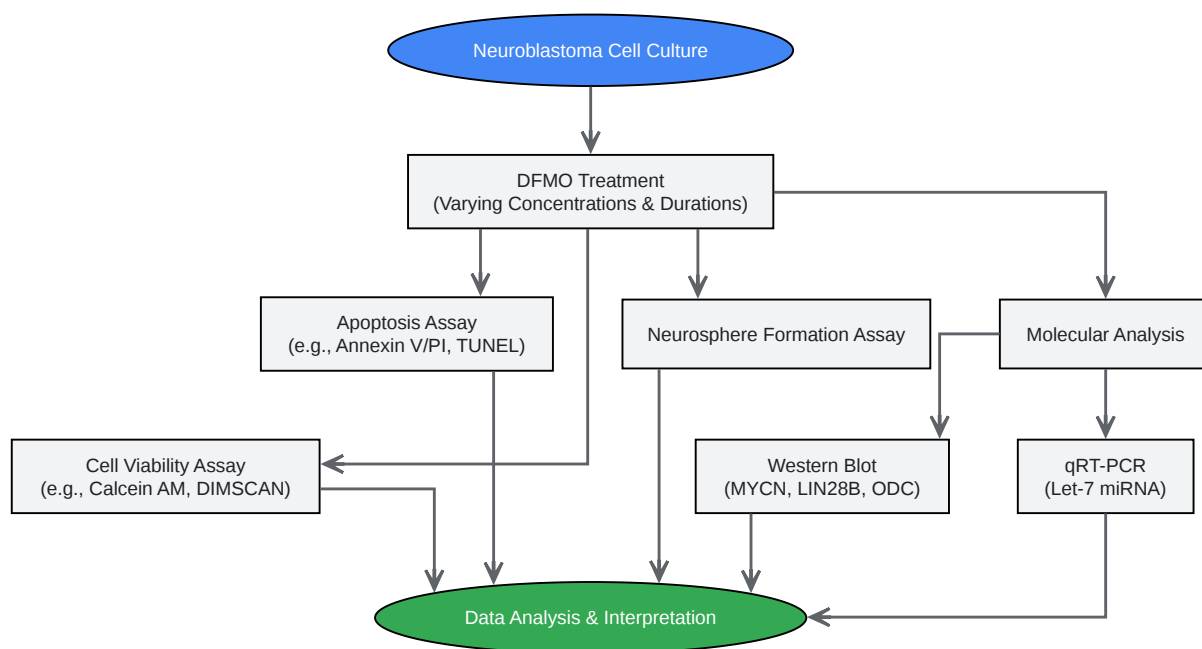 Neuroblastoma Cell Culture
DFMO Treatment
(Varying Concentrations & Durations)
Apoptosis Assay
(e.g., Annexin V/PI, TUNEL)
Neurosphere Formation Assay
Molecular Analysis
Cell Viability Assay
(e.g., Calcein AM, DIMSCAN)
Western Blot
(MYCN, LIN28B, ODC)
qRT-PCR
(Let-7 miRNA)
Data Analysis & Interpretation